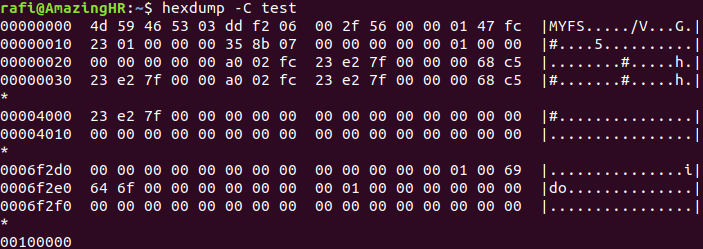 rafi@AmazingHR:~$ hexdump -C test
00000000  4d 59 46 53 03 dd f2 06  00 2f 56 00 00 01 47 fc  |MYFS...../V...G.|
00000010  23 01 00 00 00 35 8b 07  00 00 00 00 00 01 00 00  |#....5..........|
00000020  00 00 00 00 00 a0 02 fc  23 e2 7f 00 00 00 68 c5  |........#.....h.|
00000030  23 e2 7f 00 00 a0 02 fc  23 e2 7f 00 00 00 68 c5  |#.......#.....h.|
*
00004000  23 e2 7f 00 00 00 00 00  00 00 00 00 00 00 00 00  |#...............|
00004010  00 00 00 00 00 00 00 00  00 00 00 00 00 00 00 00  |................|
*
0006f2d0  00 00 00 00 00 00 00 00  00 00 00 00 00 01 00 69  |...............i|
0006f2e0  64 6f 00 00 00 00 00 00  00 01 00 00 00 00 00 00  |do..............|
0006f2f0  00 00 00 00 00 00 00 00  00 00 00 00 00 00 00 00  |................|
*
00100000